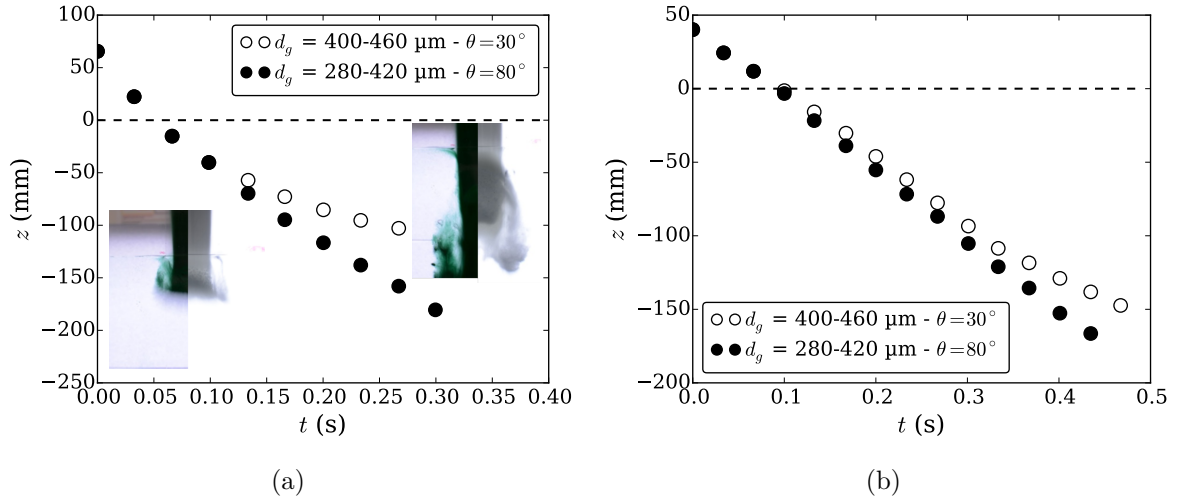 100
50
0
−50
−100
−150
−200
−250
z (mm)
0.00 0.05 0.10 0.15 0.20 0.25 0.30 0.35 0.40
t (s)
d_g = 400-460 µm - θ=30°
d_g = 280-420 µm - θ=80°
(a)
50
0
−50
−100
−150
−200
z (mm)
0.0 0.1 0.2 0.3 0.4 0.5
t (s)
d_g = 400-460 µm - θ=30°
d_g = 280-420 µm - θ=80°
(b)